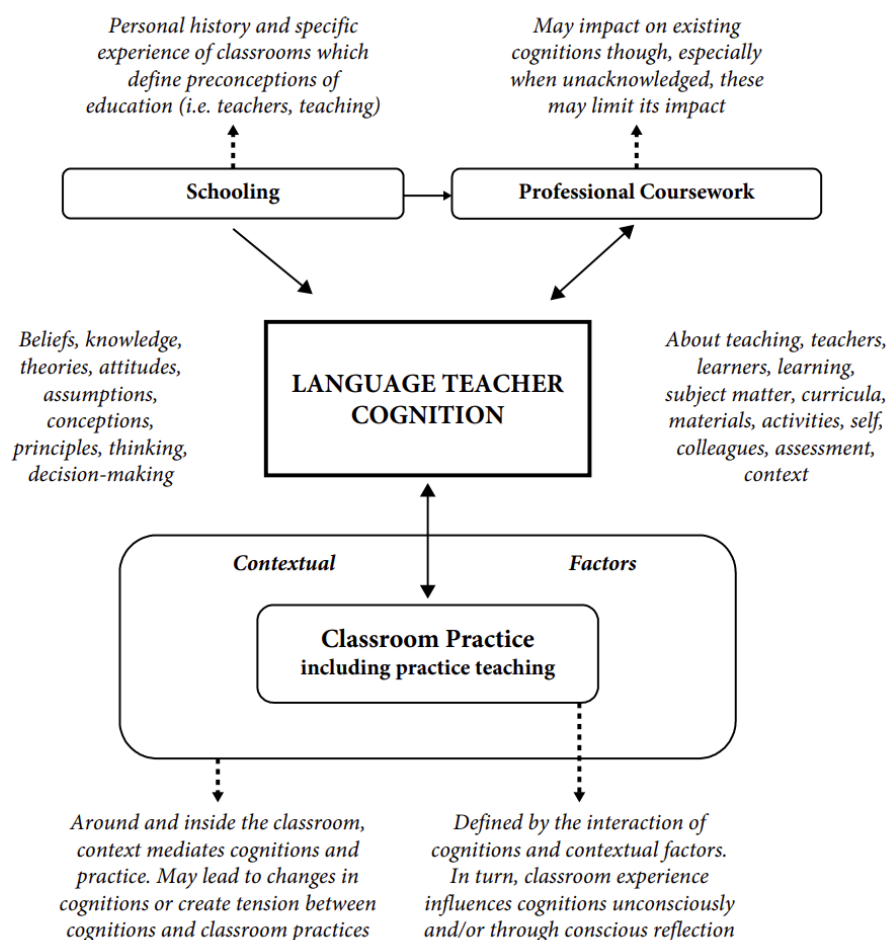 Personal history and specific
experience of classrooms which
define preconceptions of
education (i.e. teachers, teaching)
May impact on existing
cognitions though, especially
when unacknowledged, these
may limit its impact
Schooling
Professional Coursework
Beliefs, knowledge,
theories, attitudes,
assumptions,
conceptions,
principles, thinking,
decision-making
LANGUAGE TEACHER
COGNITION
About teaching, teachers,
learners, learning,
subject matter, curricula,
materials, activities, self,
colleagues, assessment,
context
Contextual Factors
Classroom Practice
including practice teaching
Around and inside the classroom,
context mediates cognitions and
practice. May lead to changes in
cognitions or create tension between
cognitions and classroom practices
Defined by the interaction of
cognitions and contextual factors.
In turn, classroom experience
influences cognitions unconsciously
and/or through conscious reflection